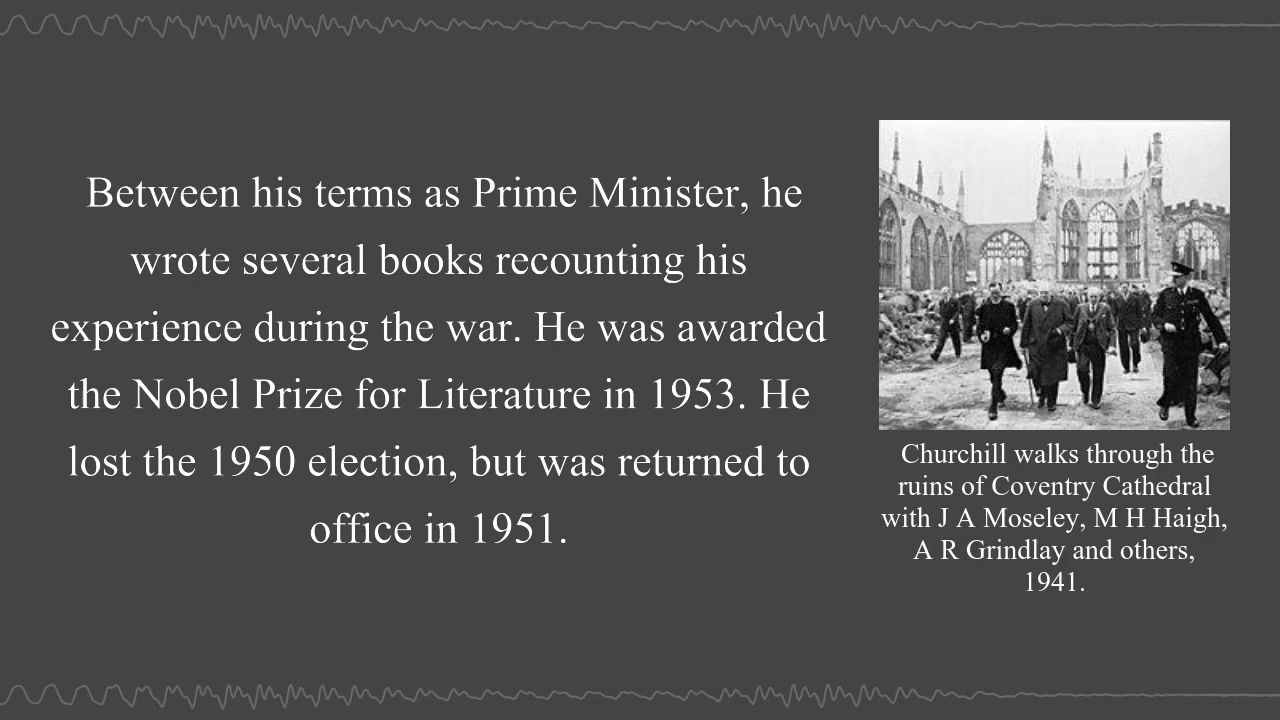 Between his terms as Prime Minister, he
wrote several books recounting his
experience during the war. He was awarded
the Nobel Prize for Literature in 1953. He
lost the 1950 election, but was returned to
office in 1951.
Churchill walks through the
ruins of Coventry Cathedral
with J A Moseley, M H Haigh,
A R Grindlay and others,
1941.